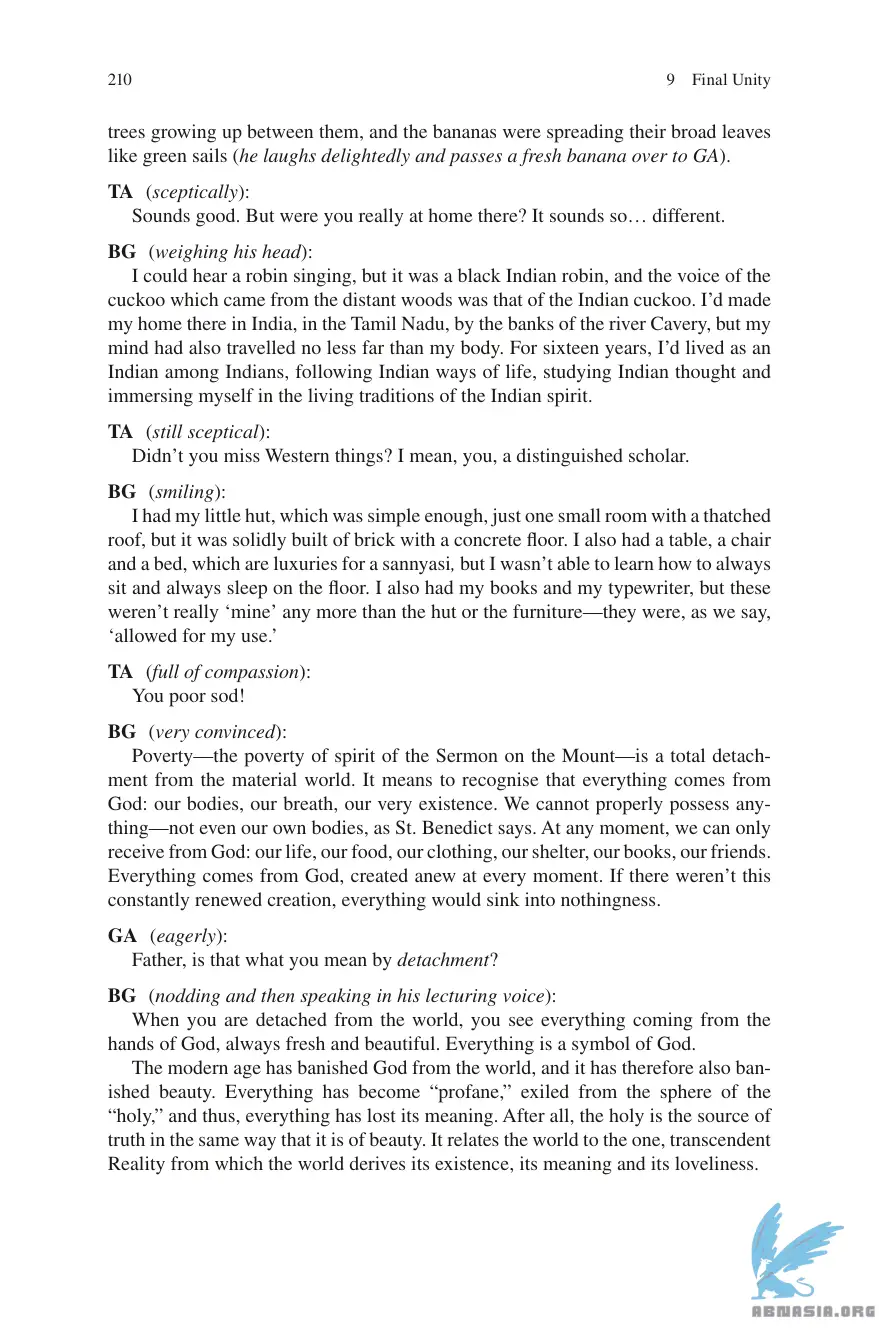 210 9 Final Unity
trees growing up between them, and the bananas were spreading their broad leaves
like green sails (he laughs delightedly and passes a fresh banana over to GA).
TA (sceptically):
Sounds good. But were you really at home there? It sounds so… different.
BG (weighing his head):
I could hear a robin singing, but it was a black Indian robin, and the voice of the
cuckoo which came from the distant woods was that of the Indian cuckoo. I’d made
my home there in India, in the Tamil Nadu, by the banks of the river Cavery, but my
mind had also travelled no less far than my body. For sixteen years, I’d lived as an
Indian among Indians, following Indian ways of life, studying Indian thought and
immersing myself in the living traditions of the Indian spirit.
TA (still sceptical):
Didn’t you miss Western things? I mean, you, a distinguished scholar.
BG (smiling):
I had my little hut, which was simple enough, just one small room with a thatched
roof, but it was solidly built of brick with a concrete floor. I also had a table, a chair
and a bed, which are luxuries for a sannyasi, but I wasn’t able to learn how to always
sit and always sleep on the floor. I also had my books and my typewriter, but these
weren’t really ‘mine’ any more than the hut or the furniture—they were, as we say,
‘allowed for my use.’
TA (full of compassion):
You poor sod!
BG (very convinced):
Poverty—the poverty of spirit of the Sermon on the Mount—is a total detach-
ment from the material world. It means to recognise that everything comes from
God: our bodies, our breath, our very existence. We cannot properly possess any-
thing—not even our own bodies, as St. Benedict says. At any moment, we can only
receive from God: our life, our food, our clothing, our shelter, our books, our friends.
Everything comes from God, created anew at every moment. If there weren’t this
constantly renewed creation, everything would sink into nothingness.
GA (eagerly):
Father, is that what you mean by detachment?
BG (nodding and then speaking in his lecturing voice):
When you are detached from the world, you see everything coming from the
hands of God, always fresh and beautiful. Everything is a symbol of God.
The modern age has banished God from the world, and it has therefore also ban-
ished beauty. Everything has become “profane,” exiled from the sphere of the
“holy,” and thus, everything has lost its meaning. After all, the holy is the source of
truth in the same way that it is of beauty. It relates the world to the one, transcendent
Reality from which the world derives its existence, its meaning and its loveliness.
ABNASIA.ORG